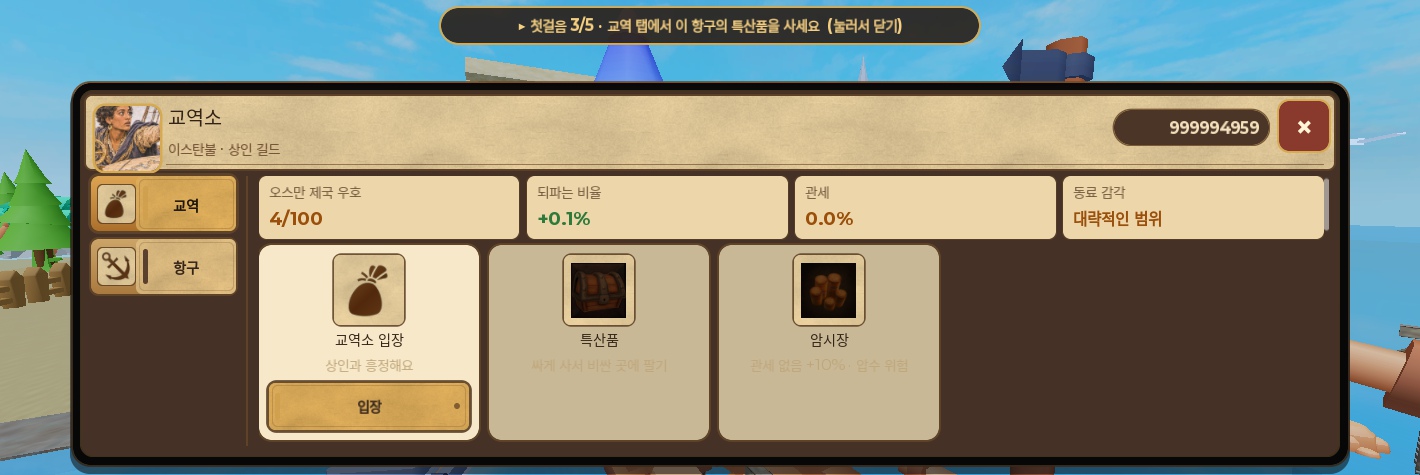 ▸ 첫걸음 3/5 · 교역 탭에서 이 항구의 특산품을 사세요 (눌러서 닫기)
교역소
이스탄불 · 상인 길드
999994959
×
교역
항구
오스만 제국 우호
4/100
되파는 비율
+0.1%
관세
0.0%
동료 감각
대략적인 범위
교역소 입장
상인과 흥정해요
입장
특산품
싸게 사서 비싼 곳에 팔기
암시장
관세 없음 +10% · 압수 위험